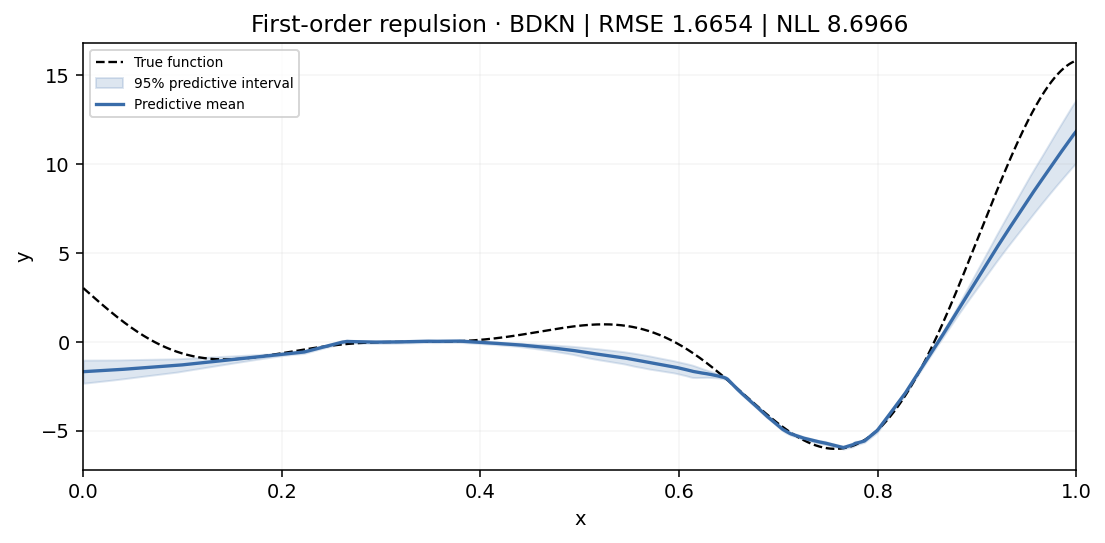 First-order repulsion · BDKN | RMSE 1.6654 | NLL 8.6966
True function
95% predictive interval
Predictive mean
15
10
5
0
−5
y
0.0 0.2 0.4 0.6 0.8 1.0
x